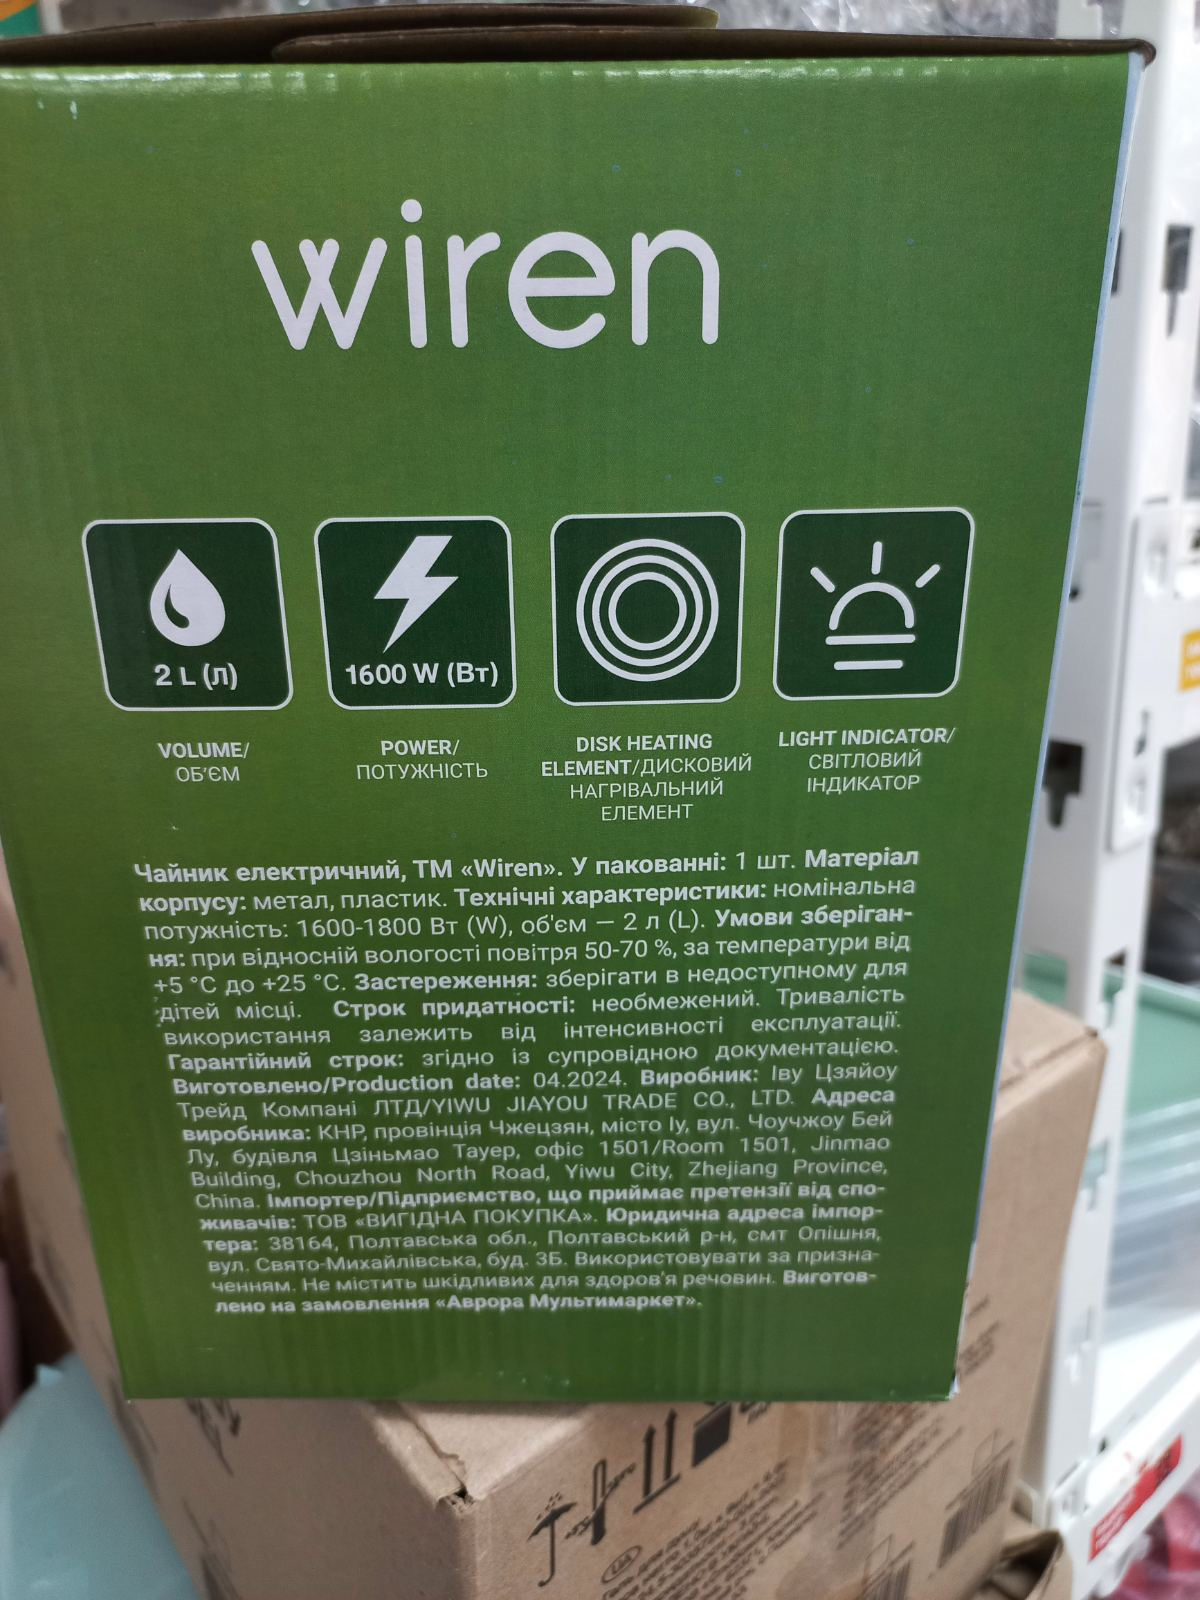 wiren
2 L (л)
1600 W (Вт)
VOLUME/
ОБ'ЄМ
POWER/
ПОТУЖНІСТЬ
DISK HEATING
ELEMENT/ДИСКОВИЙ
НАГРІВАЛЬНИЙ
ЕЛЕМЕНТ
LIGHT INDICATOR/
СВІТЛОВИЙ
ІНДИКАТОР
Чайник електричний, ТМ «Wiren». У пакованні: 1 шт. Матеріал
корпусу: метал, пластик. Технічні характеристики: номінальна
потужність: 1600-1800 Вт (W), об'єм — 2 л (L). Умови зберіган-
ня: при відносній вологості повітря 50-70 %, за температури від
+5 °C до +25 °C. Застереження: зберігати в недоступному для
дітей місці. Строк придатності: необмежений. Тривалість
використання залежить від інтенсивності експлуатації.
Гарантійний строк: згідно із супровідною документацією.
Виготовлено/Production date: 04.2024. Виробник: Іву Цзяйоу
Трейд Компані ЛТД/YIWU JIAYOU TRADE CO., LTD. Адреса
виробника: КНР, провінція Чжецзян, місто Іу, вул. Чоучжоу Бей
Лу, будівля Цзіньмао Тауер, офіс 1501/Room 1501, Jinmao
Building, Chouzhou North Road, Yiwu City, Zhejiang Province,
China. Імпортер/Підприємство, що приймає претензії від спо-
живачів: ТОВ «ВИГІДНА ПОКУПКА». Юридична адреса імпор-
тера: 38164, Полтавська обл., Полтавський р-н, смт Опішня,
вул. Свято-Михайлівська, буд. 3Б. Використовувати за призна-
ченням. Не містить шкідливих для здоров'я речовин. Виготов-
лено на замовлення «Аврора Мультимаркет».